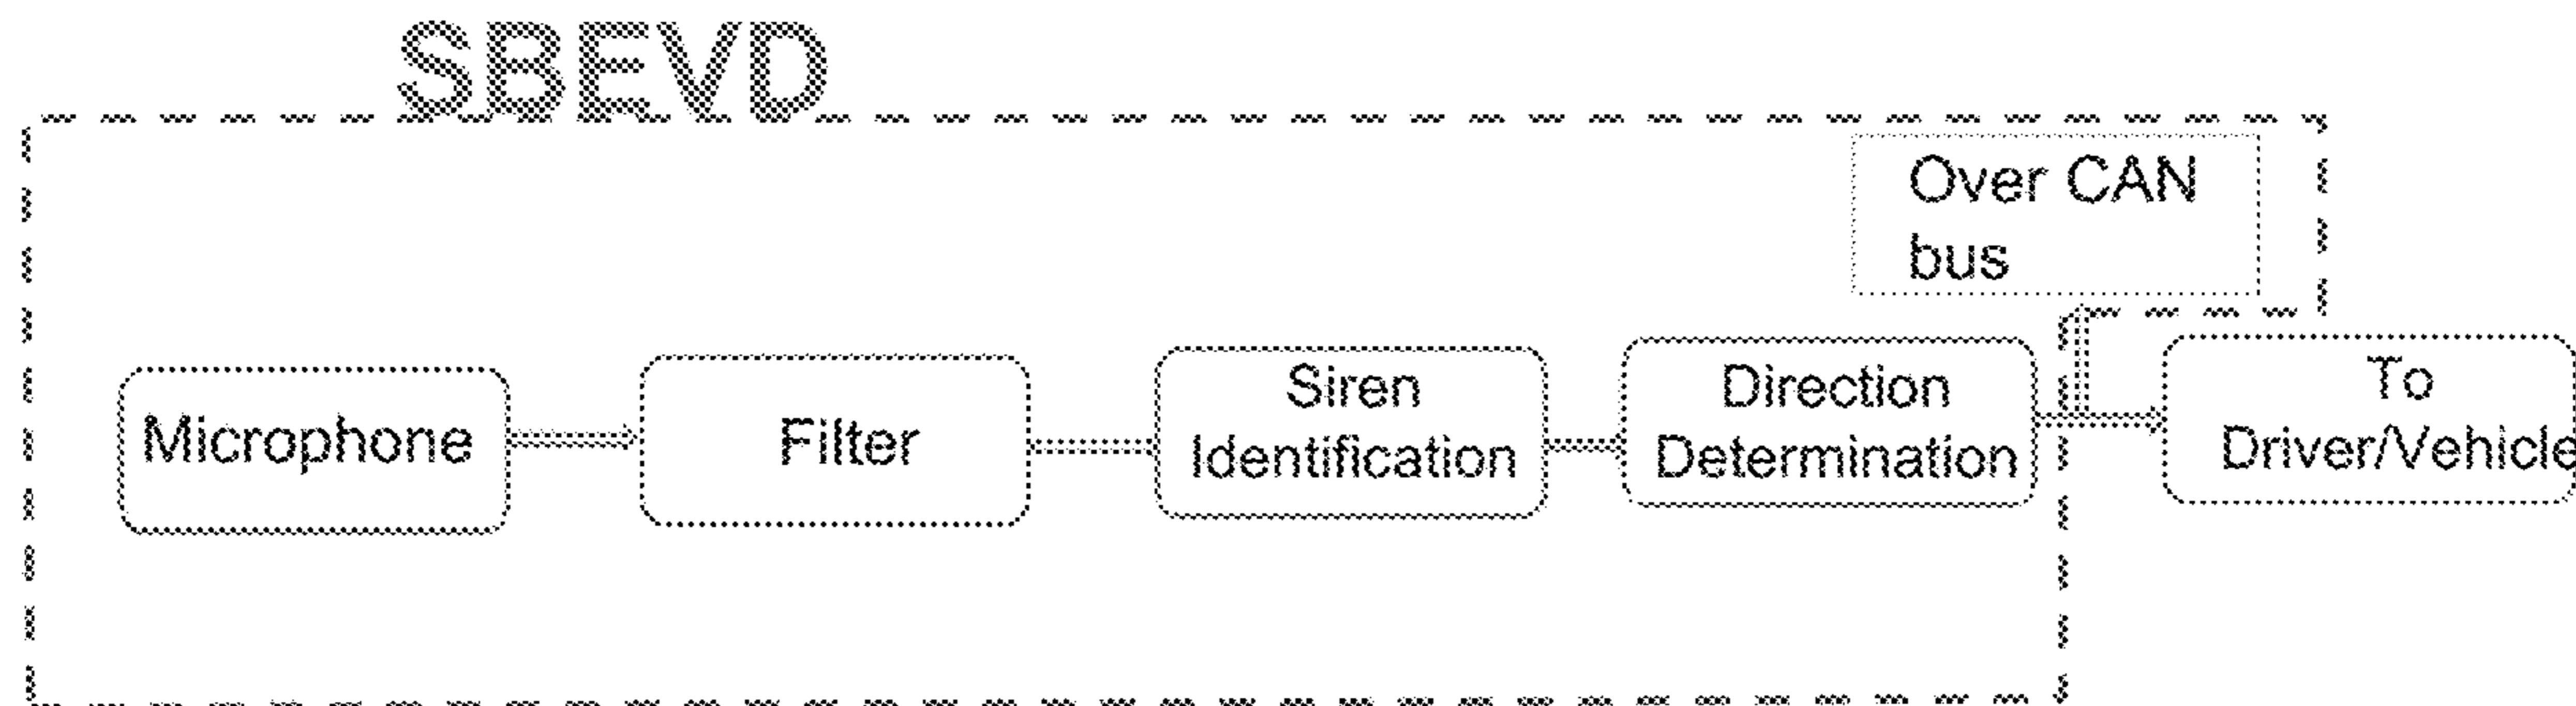 SBEVD
Over CAN
bus
Microphone
Filter
Siren
Identification
Direction
Determination
To
Driver/Vehicle